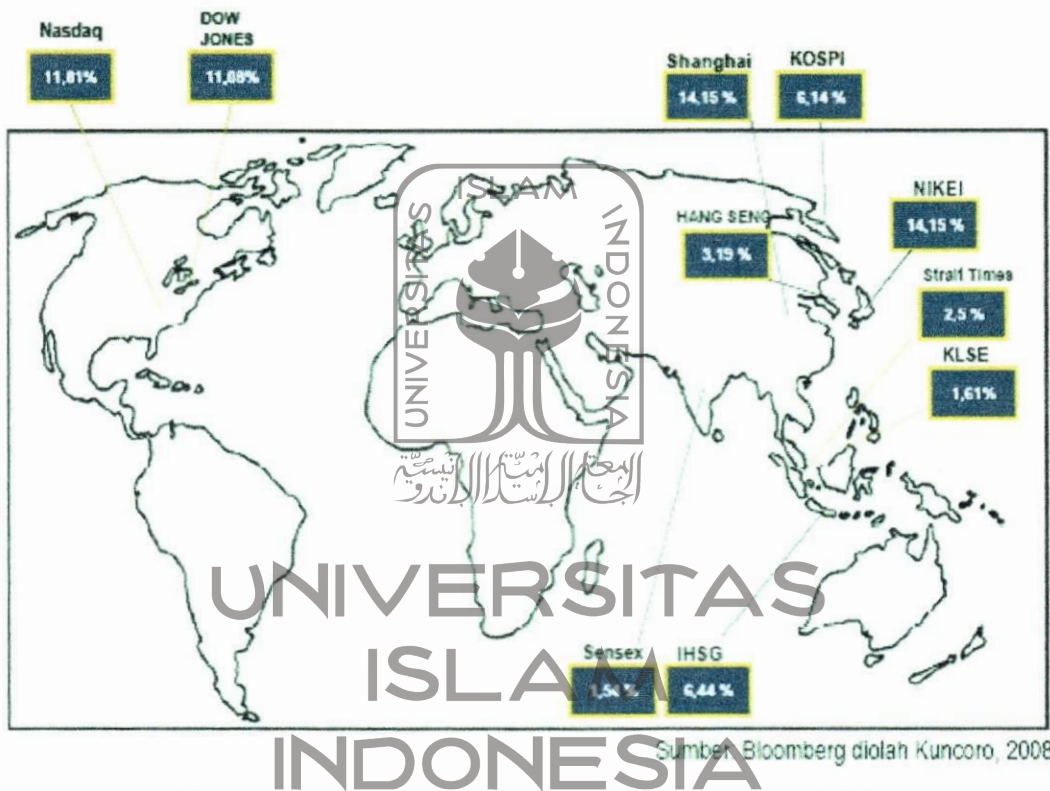 Nasdaq
11,81%
DOW
JONES
11,08%
Shanghai
14,15 %
KOSPI
6,14 %
NIKEI
14,15 %
HANG SENG
3,19 %
Strait Times
2,5 %
KLSE
1,61%
Sensex
IHSG
6,44 %
Sumber: Bloomberg diolah Kuncoro, 2008
ISLAM
UNIVERSITAS
INDONESIA
UNIVERSITAS
ISLAM
INDONESIA